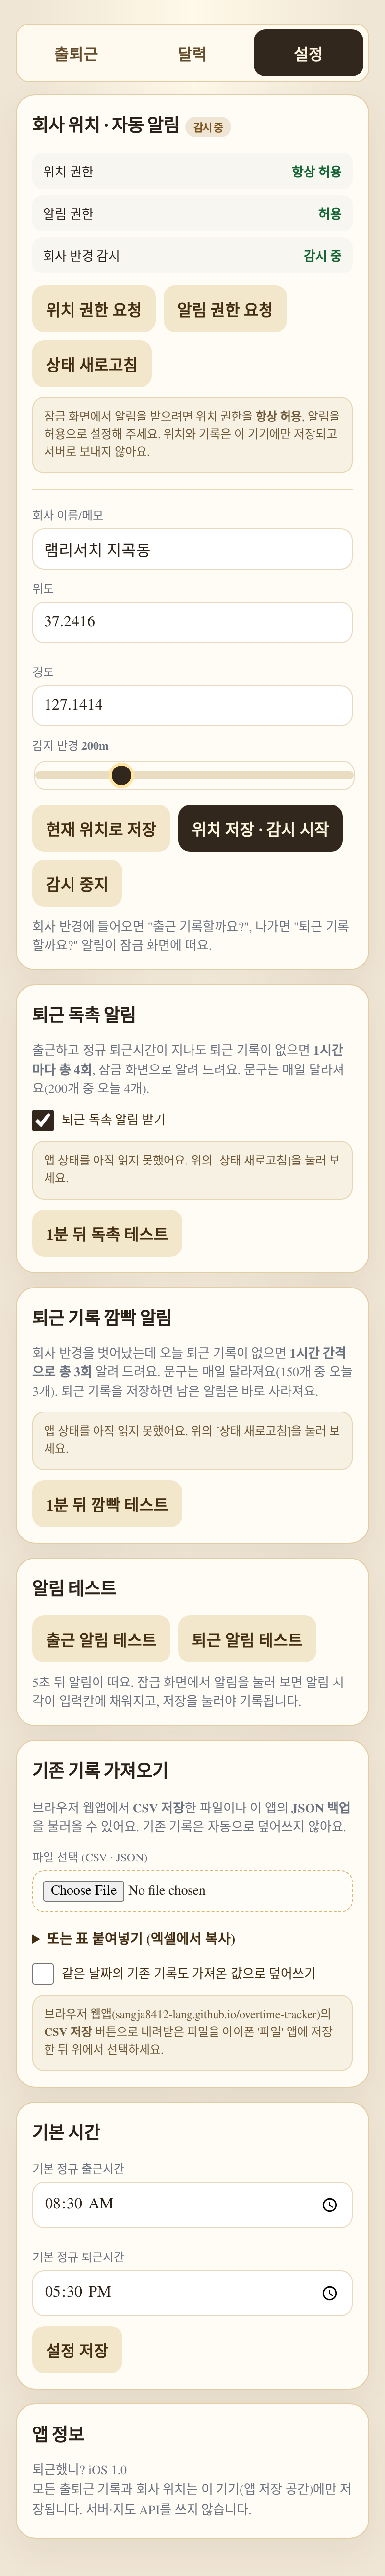 출퇴근
달력
설정
회사 위치 · 자동 알림 감시 중
위치 권한 항상 허용
알림 권한 허용
회사 반경 감시 감시 중
위치 권한 요청
알림 권한 요청
상태 새로고침
잠금 화면에서 알림을 받으려면 위치 권한을 항상 허용, 알림을
허용으로 설정해 주세요. 위치와 기록은 이 기기에만 저장되고
서버로 보내지 않아요.
회사 이름/메모
램리서치 지곡동
위도
37.2416
경도
127.1414
감지 반경 200m
현재 위치로 저장
위치 저장 · 감시 시작
감시 중지
회사 반경에 들어오면 "출근 기록할까요?", 나가면 "퇴근 기록
할까요?" 알림이 잠금 화면에 떠요.
퇴근 독촉 알림
출근하고 정규 퇴근시간이 지나도 퇴근 기록이 없으면 1시간
마다 총 4회, 잠금 화면으로 알려 드려요. 문구는 매일 달라져
요(200개 중 오늘 4개).
퇴근 독촉 알림 받기
앱 상태를 아직 읽지 못했어요. 위의 [상태 새로고침]을 눌러 보
세요.
1분 뒤 독촉 테스트
퇴근 기록 깜빡 알림
회사 반경을 벗어났는데 오늘 퇴근 기록이 없으면 1시간 간격
으로 총 3회 알려 드려요. 문구는 매일 달라져요(150개 중 오늘
3개). 퇴근 기록을 저장하면 남은 알림은 바로 사라져요.
앱 상태를 아직 읽지 못했어요. 위의 [상태 새로고침]을 눌러 보
세요.
1분 뒤 깜빡 테스트
알림 테스트
출근 알림 테스트
퇴근 알림 테스트
5초 뒤 알림이 떠요. 잠금 화면에서 알림을 눌러 보면 알림 시
각이 입력칸에 채워지고, 저장을 눌러야 기록됩니다.
기존 기록 가져오기
브라우저 웹앱에서 CSV 저장한 파일이나 이 앱의 JSON 백업
을 불러올 수 있어요. 기존 기록은 자동으로 덮어쓰지 않아요.
파일 선택 (CSV · JSON)
Choose File No file chosen
또는 표 붙여넣기 (엑셀에서 복사)
같은 날짜의 기존 기록도 가져온 값으로 덮어쓰기
브라우저 웹앱(sangja8412-lang.github.io/overtime-tracker)의
CSV 저장 버튼으로 내려받은 파일을 아이폰 '파일' 앱에 저장
한 뒤 위에서 선택하세요.
기본 시간
기본 정규 출근시간
08:30 AM
기본 정규 퇴근시간
05:30 PM
설정 저장
앱 정보
퇴근했니? iOS 1.0
모든 출퇴근 기록과 회사 위치는 이 기기(앱 저장 공간)에만 저
장됩니다. 서버·지도 API를 쓰지 않습니다.